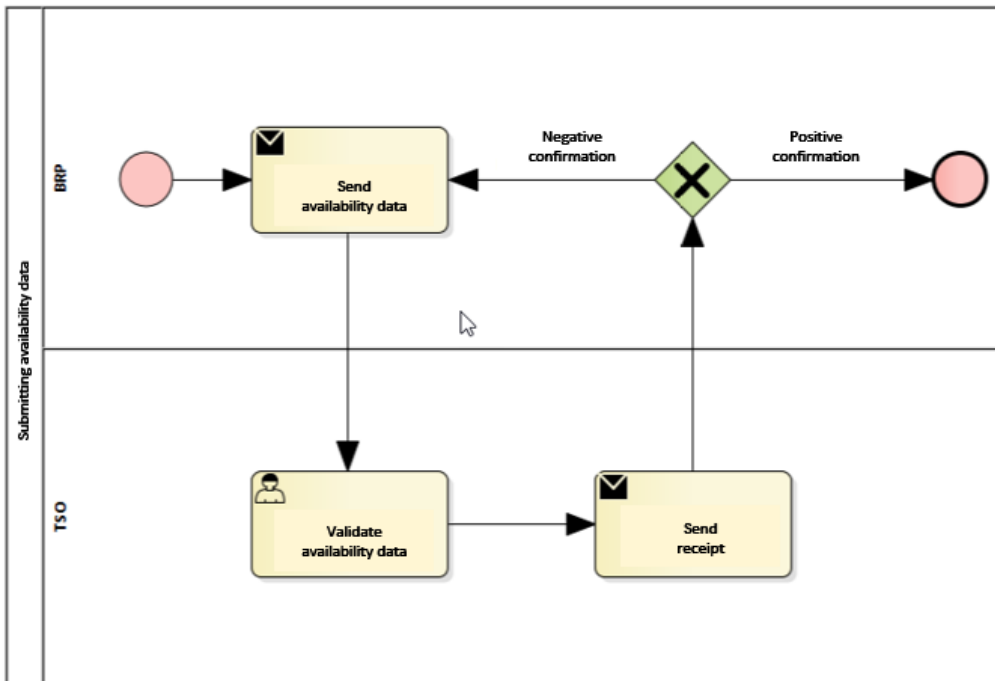 Submitting availability data
BRP
Send
availability data
Negative
confirmation
Positive
confirmation
TSO
Validate
availability data
Send
receipt